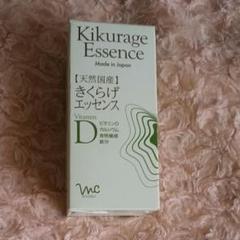 Kikurage
Essence
Made in Japan
【天然国産】
きくらげ
エッセンス
Vitamin
D
ビタミンD
カルシウム
食物繊維
鉄分
mc